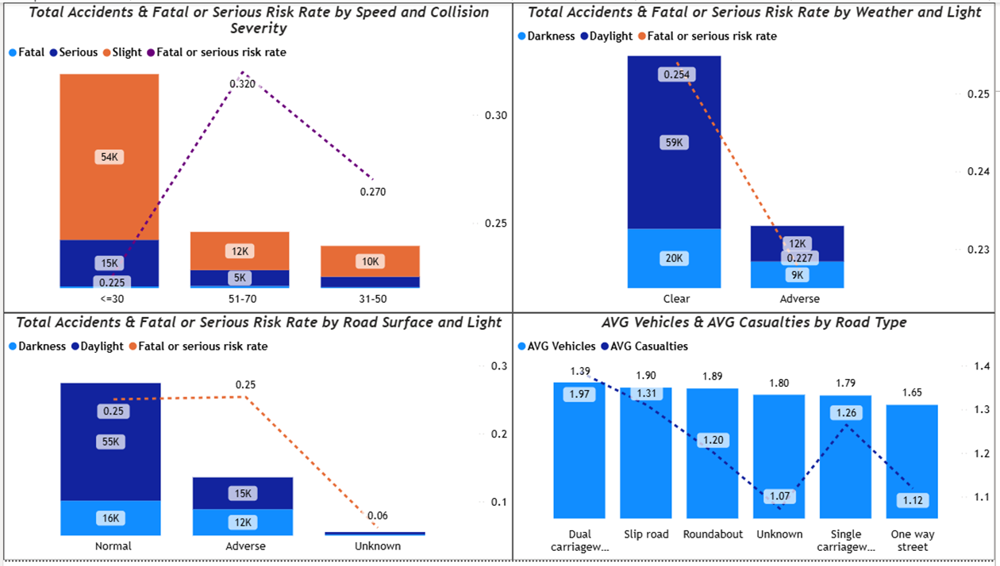 Total Accidents & Fatal or Serious Risk Rate by Speed and Collision
Severity
Fatal Serious Slight Fatal or serious risk rate
0.320
0.30
54K
0.270
0.25
12K
10K
15K
5K
0.225
<=30 51-70 31-50
Total Accidents & Fatal or Serious Risk Rate by Weather and Light
Darkness Daylight Fatal or serious risk rate
0.254
0.25
59K
0.24
12K
0.23
20K
0.227
9K
Clear Adverse
Total Accidents & Fatal or Serious Risk Rate by Road Surface and Light
Darkness Daylight Fatal or serious risk rate
0.3
0.25
0.25
0.2
55K
15K
0.1
16K
0.06
12K
Normal Adverse Unknown
AVG Vehicles & AVG Casualties by Road Type
AVG Vehicles AVG Casualties
1.39 1.90 1.89 1.80 1.79 1.65
1.4
1.97 1.31
1.3
1.26
1.20
1.2
1.07 1.12
1.1
Dual Slip road Roundabout Unknown Single One way
carriagew... carriagew... street